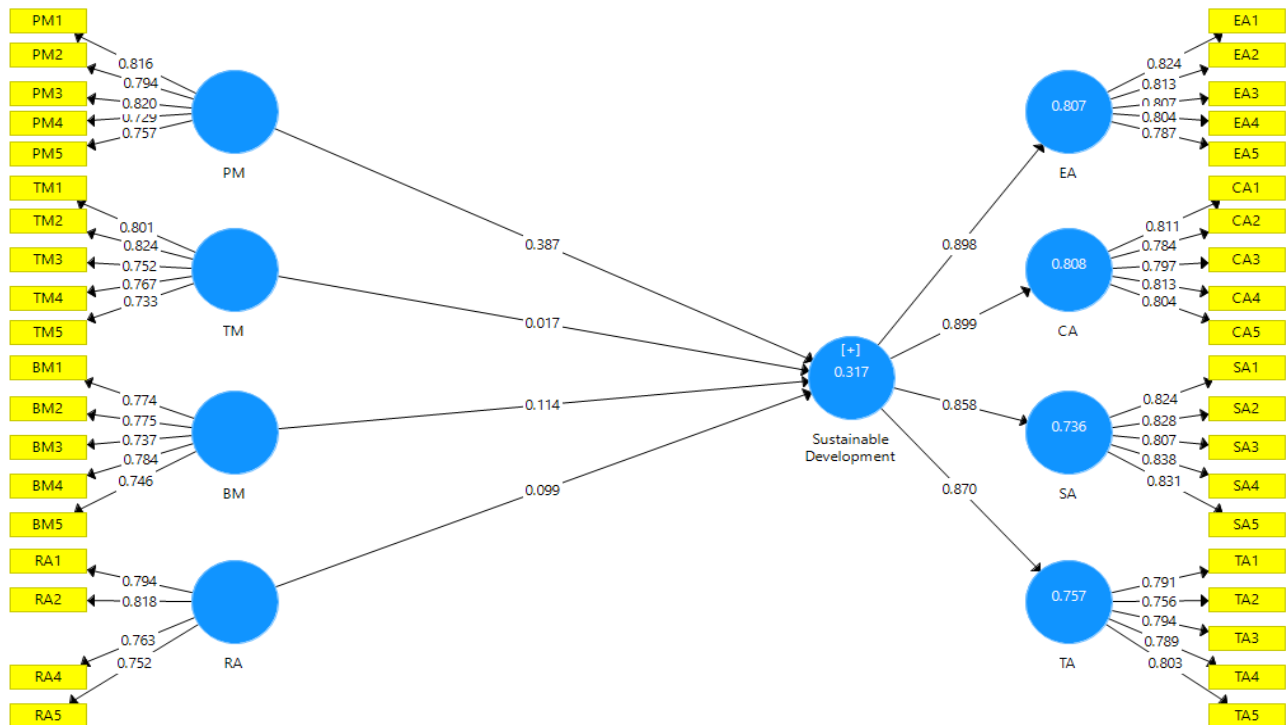 PM1
PM2
PM3
PM4
PM5
0.816
0.794
0.820
0.729
0.757
PM
TM1
TM2
TM3
TM4
TM5
0.801
0.824
0.752
0.767
0.733
TM
BM1
BM2
BM3
BM4
BM5
0.774
0.775
0.737
0.784
0.746
BM
RA1
RA2
RA4
RA5
0.794
0.818
0.763
0.752
RA
0.387
0.017
0.114
0.099
[+]
0.317
Sustainable
Development
0.898
0.899
0.858
0.870
0.807
EA
0.824
0.813
0.807
0.804
0.787
EA1
EA2
EA3
EA4
EA5
0.808
CA
0.811
0.784
0.797
0.813
0.804
CA1
CA2
CA3
CA4
CA5
0.736
SA
0.824
0.828
0.807
0.838
0.831
SA1
SA2
SA3
SA4
SA5
0.757
TA
0.791
0.756
0.794
0.789
0.803
TA1
TA2
TA3
TA4
TA5